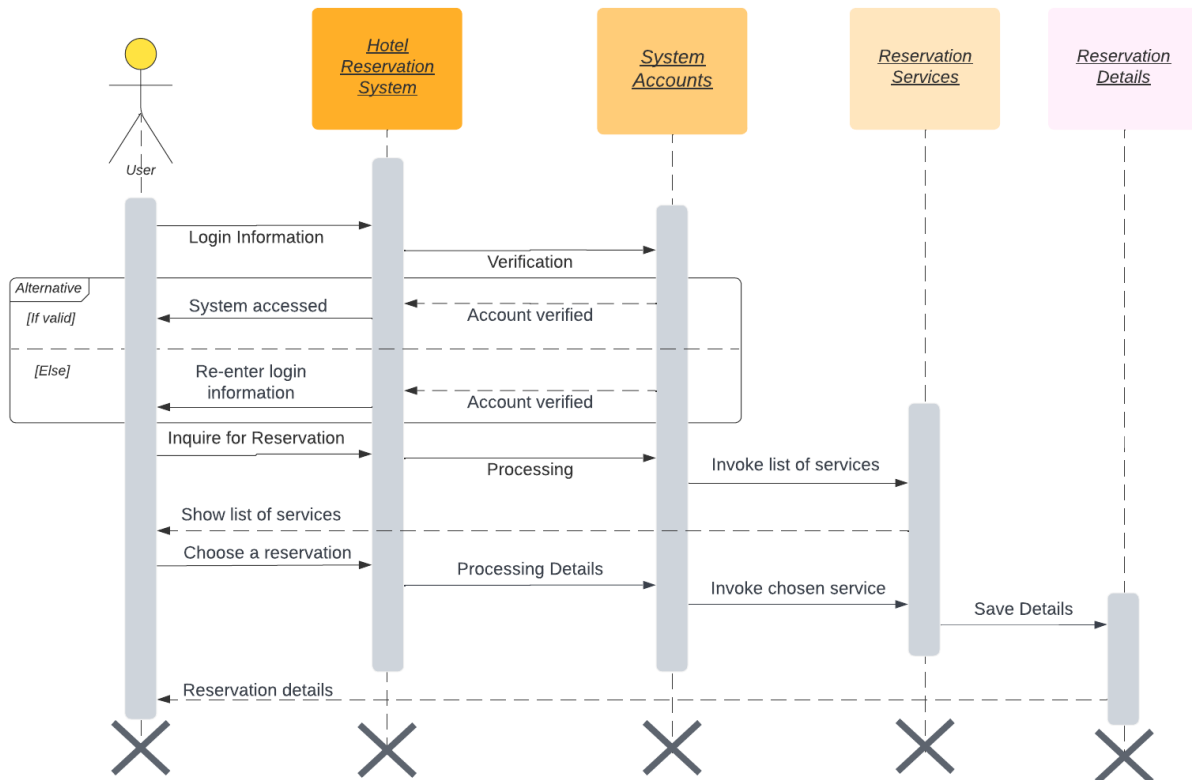 Hotel
Reservation
System
System
Accounts
Reservation
Services
Reservation
Details
User
Login Information
Verification
Alternative
[If valid]
System accessed
Account verified
[Else]
Re-enter login
information
Account verified
Inquire for Reservation
Processing
Invoke list of services
Show list of services
Choose a reservation
Processing Details
Invoke chosen service
Save Details
Reservation details